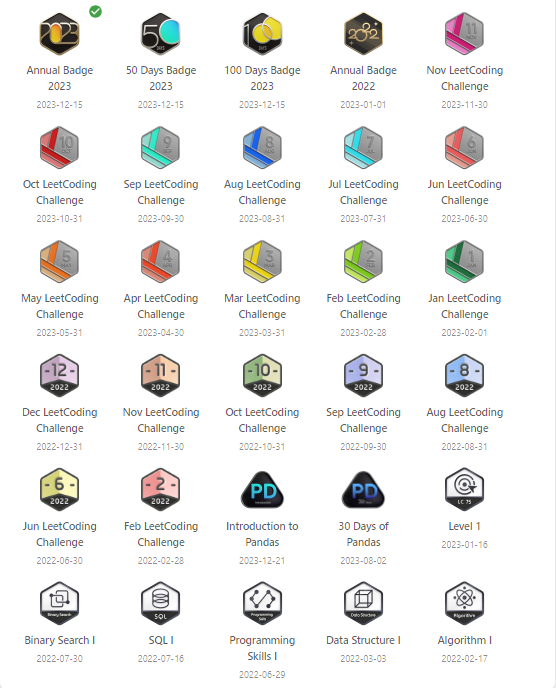 2023
50
DAYS
100
DAYS
2022
11
Annual Badge
2023
2023-12-15
50 Days Badge
2023
2023-12-15
100 Days Badge
2023
2023-12-15
Annual Badge
2022
2023-01-01
Nov LeetCoding
Challenge
2023-11-30
10
9
8
7
6
Oct LeetCoding
Challenge
2023-10-31
Sep LeetCoding
Challenge
2023-09-30
Aug LeetCoding
Challenge
2023-08-31
Jul LeetCoding
Challenge
2023-07-31
Jun LeetCoding
Challenge
2023-06-30
5
4
3
2
1
May LeetCoding
Challenge
2023-05-31
Apr LeetCoding
Challenge
2023-04-30
Mar LeetCoding
Challenge
2023-03-31
Feb LeetCoding
Challenge
2023-02-28
Jan LeetCoding
Challenge
2023-02-01
-12-
2022
-11-
2022
-10-
2022
-9-
2022
-8-
2022
Dec LeetCoding
Challenge
2022-12-31
Nov LeetCoding
Challenge
2022-11-30
Oct LeetCoding
Challenge
2022-10-31
Sep LeetCoding
Challenge
2022-09-30
Aug LeetCoding
Challenge
2022-08-31
-6-
2022
-2-
2022
PD
PD
LC 75
Jun LeetCoding
Challenge
2022-06-30
Feb LeetCoding
Challenge
2022-02-28
Introduction to
Pandas
2023-12-21
30 Days of
Pandas
2023-08-02
Level 1
2023-01-16
Binary Search
SQL
Programming
Skills
Data Structure
Algorithm
Binary Search I
2022-07-30
SQL I
2022-07-16
Programming
Skills I
2022-06-29
Data Structure I
2022-03-03
Algorithm I
2022-02-17